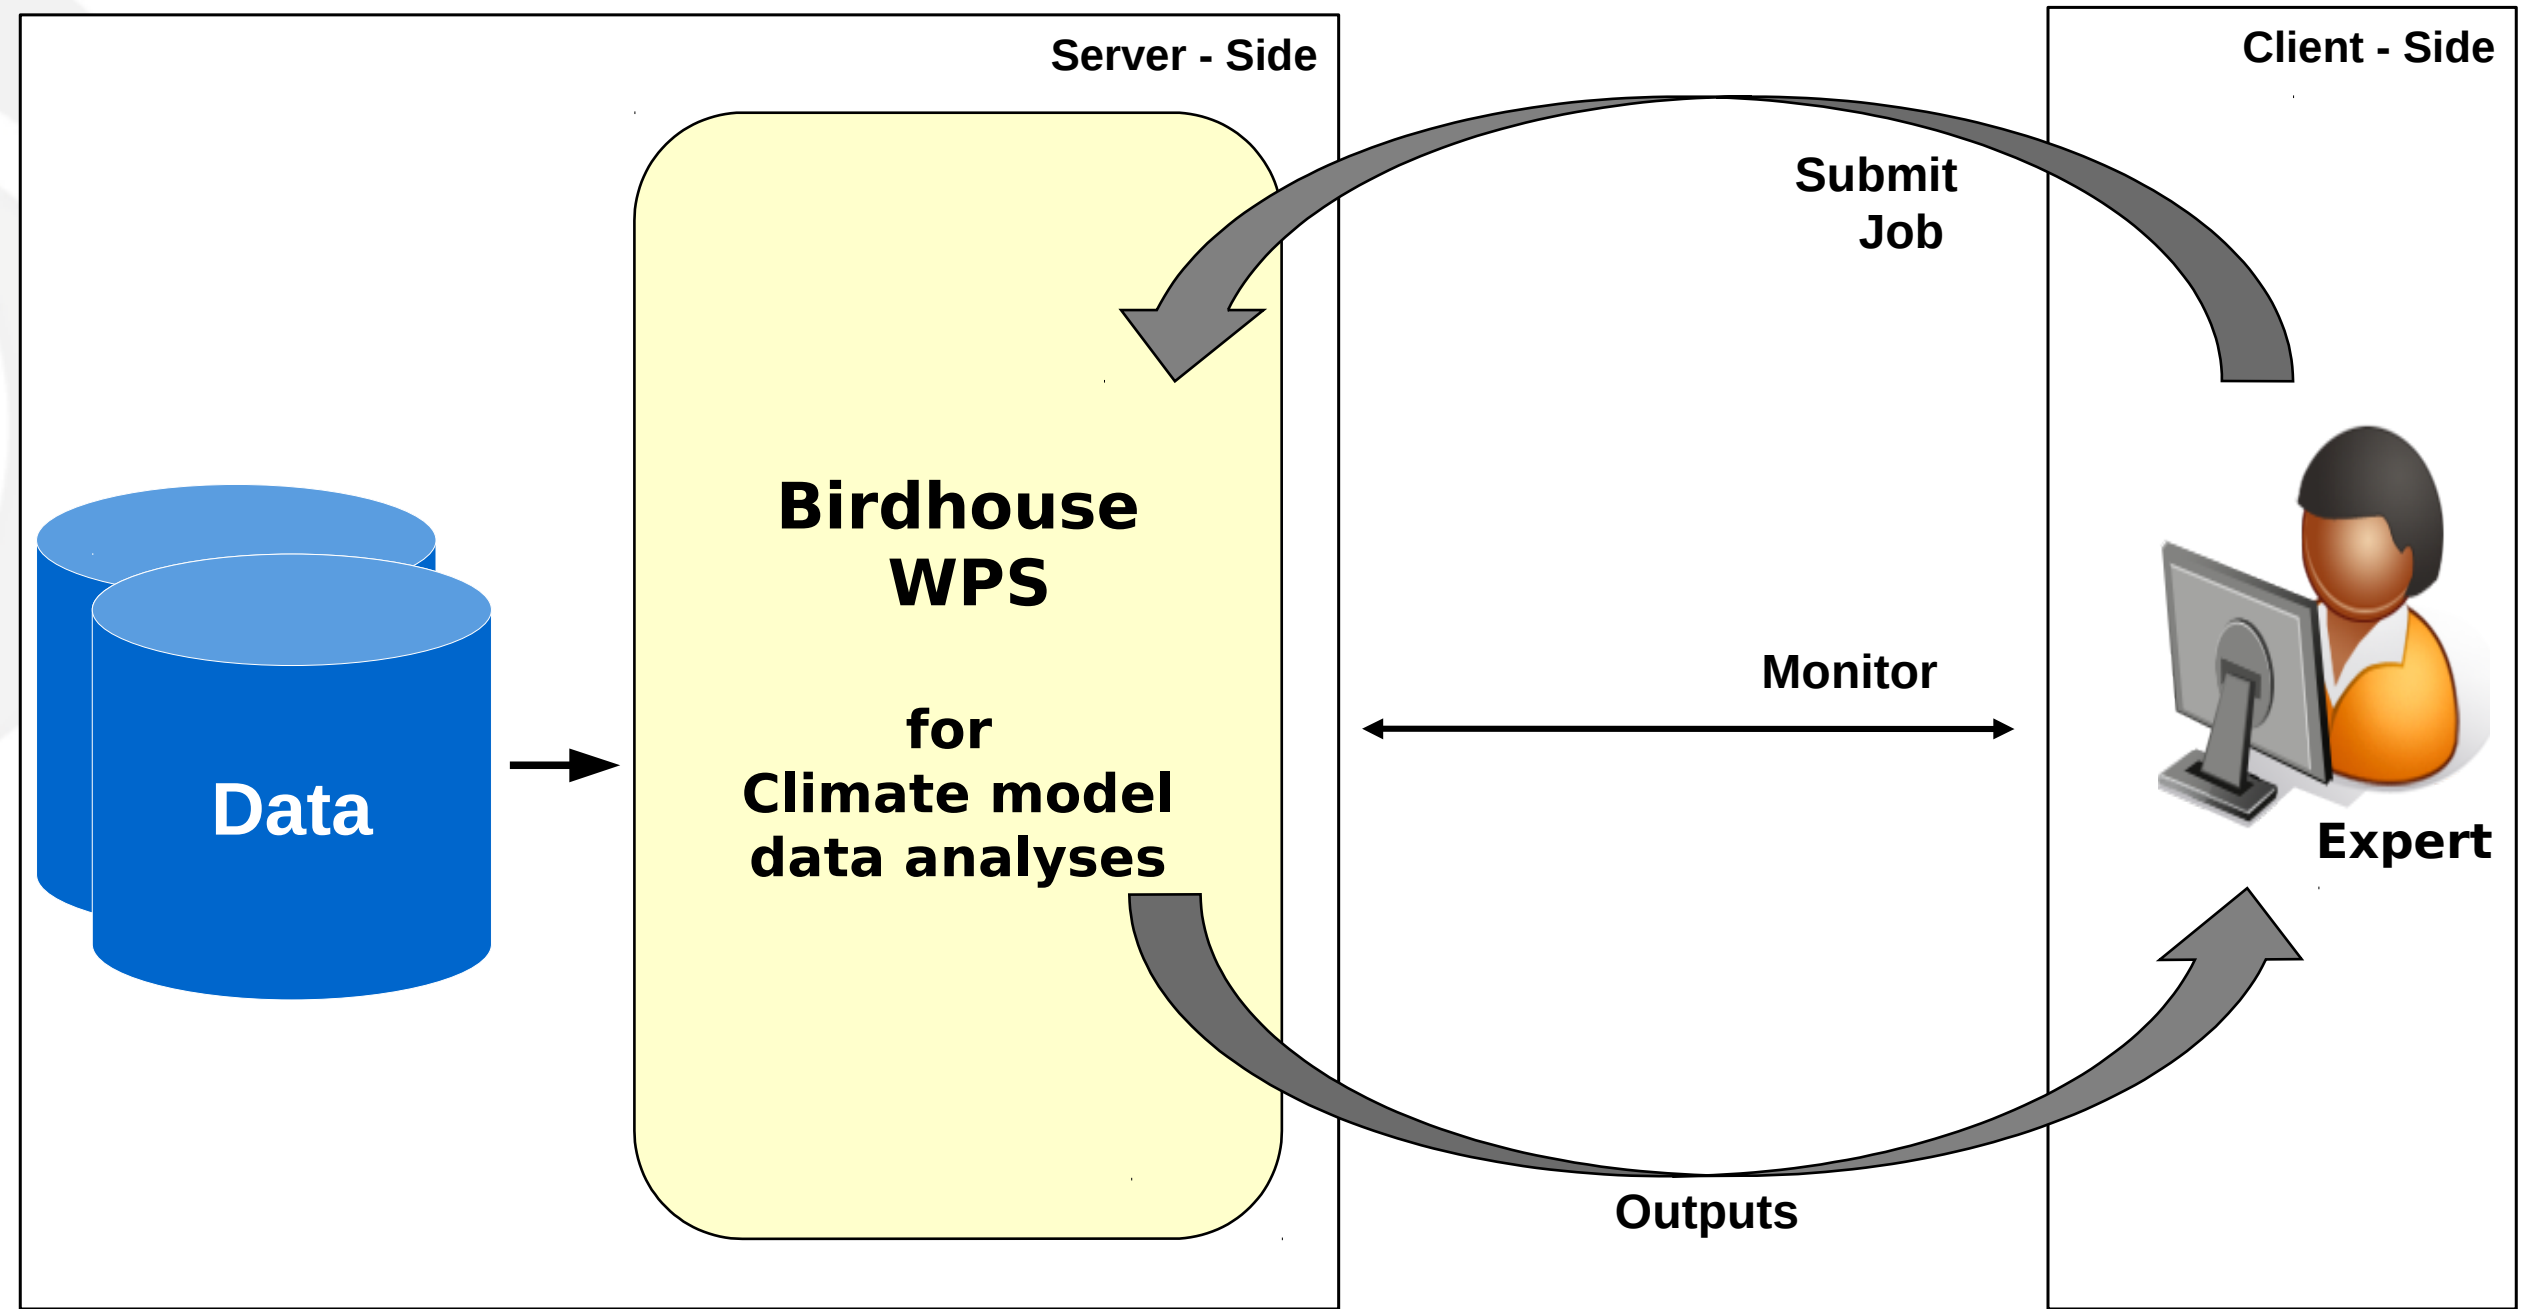 Server - Side
Client - Side
Submit
Job
Birdhouse
WPS
for
Climate model
data analyses
Data
Monitor
Expert
Outputs